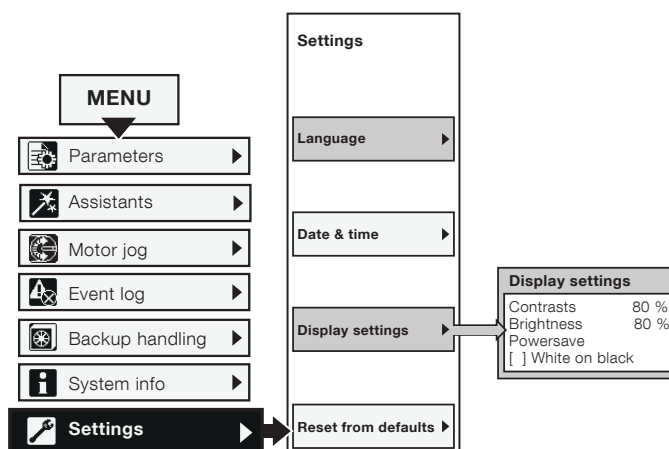 MENU
Parameters
Assistants
Motor jog
Event log
Backup handling
System info
Settings
Settings
Language
Date & time
Display settings
Reset from defaults
Display settings
Contrasts 80 %
Brightness 80 %
Powersave
[ ] White on black